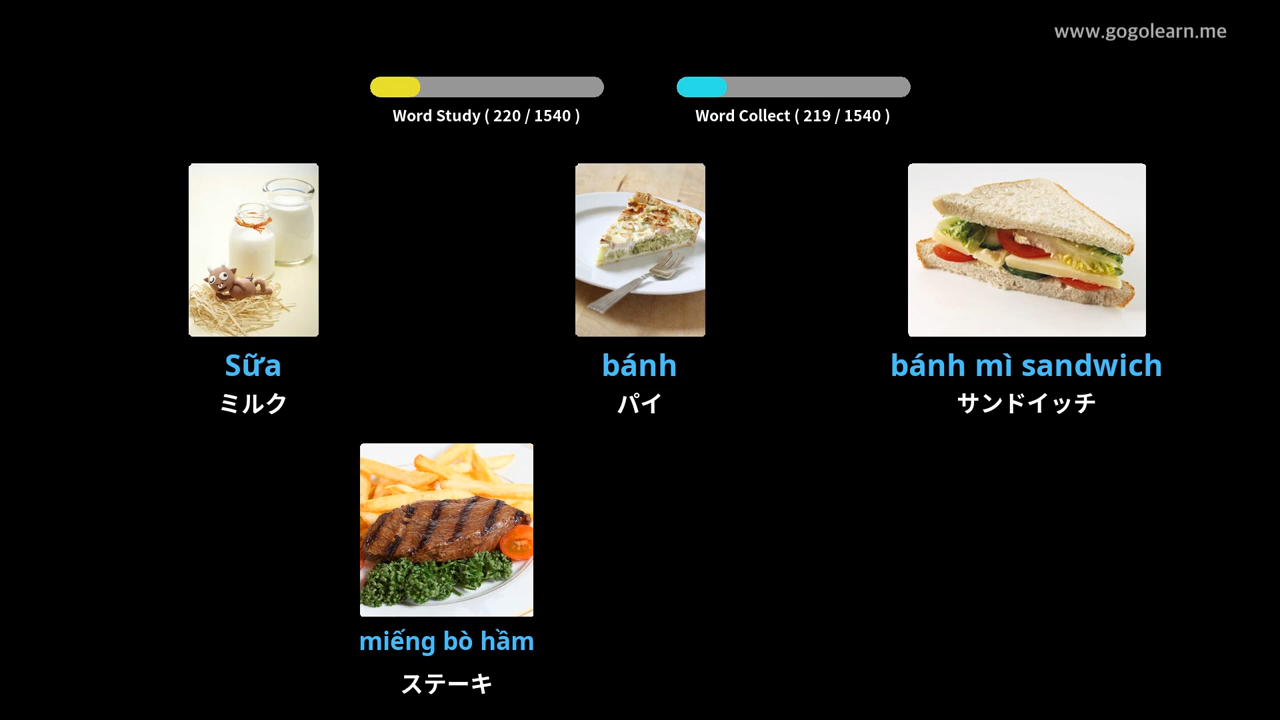 www.gogolearn.me
Word Study ( 220 / 1540 )
Word Collect ( 219 / 1540 )
Sữa
ミルク
bánh
パイ
bánh mì sandwich
サンドイッチ
miếng bò hầm
ステーキ